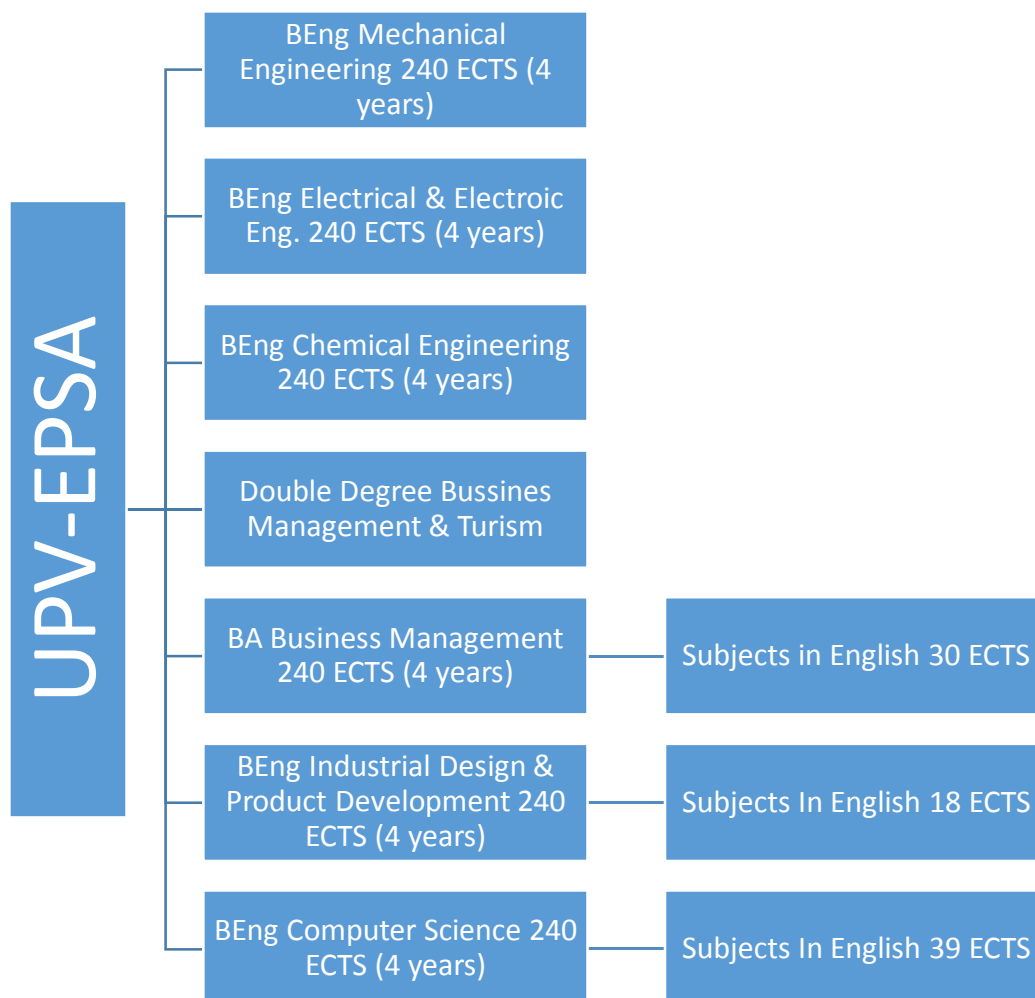 UPV-EPSA
BEng Mechanical
Engineering 240 ECTS (4
years)
BEng Electrical & Electroic
Eng. 240 ECTS (4 years)
BEng Chemical Engineering
240 ECTS (4 years)
Double Degree Bussines
Management & Turism
BA Business Management
240 ECTS (4 years)
Subjects in English 30 ECTS
BEng Industrial Design &
Product Development 240
ECTS (4 years)
Subjects In English 18 ECTS
BEng Computer Science 240
ECTS (4 years)
Subjects In English 39 ECTS